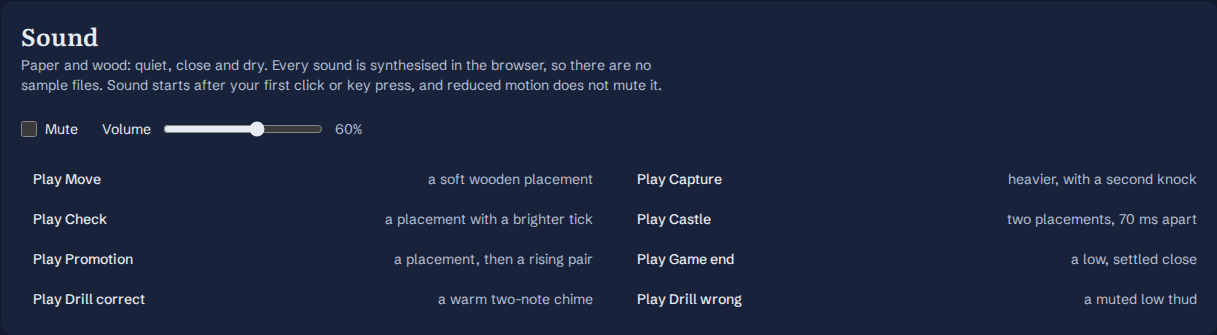 Sound
Paper and wood: quiet, close and dry. Every sound is synthesised in the browser, so there are no
sample files. Sound starts after your first click or key press, and reduced motion does not mute it.
Mute Volume 60%
Play Move a soft wooden placement Play Capture heavier, with a second knock
Play Check a placement with a brighter tick Play Castle two placements, 70 ms apart
Play Promotion a placement, then a rising pair Play Game end a low, settled close
Play Drill correct a warm two-note chime Play Drill wrong a muted low thud